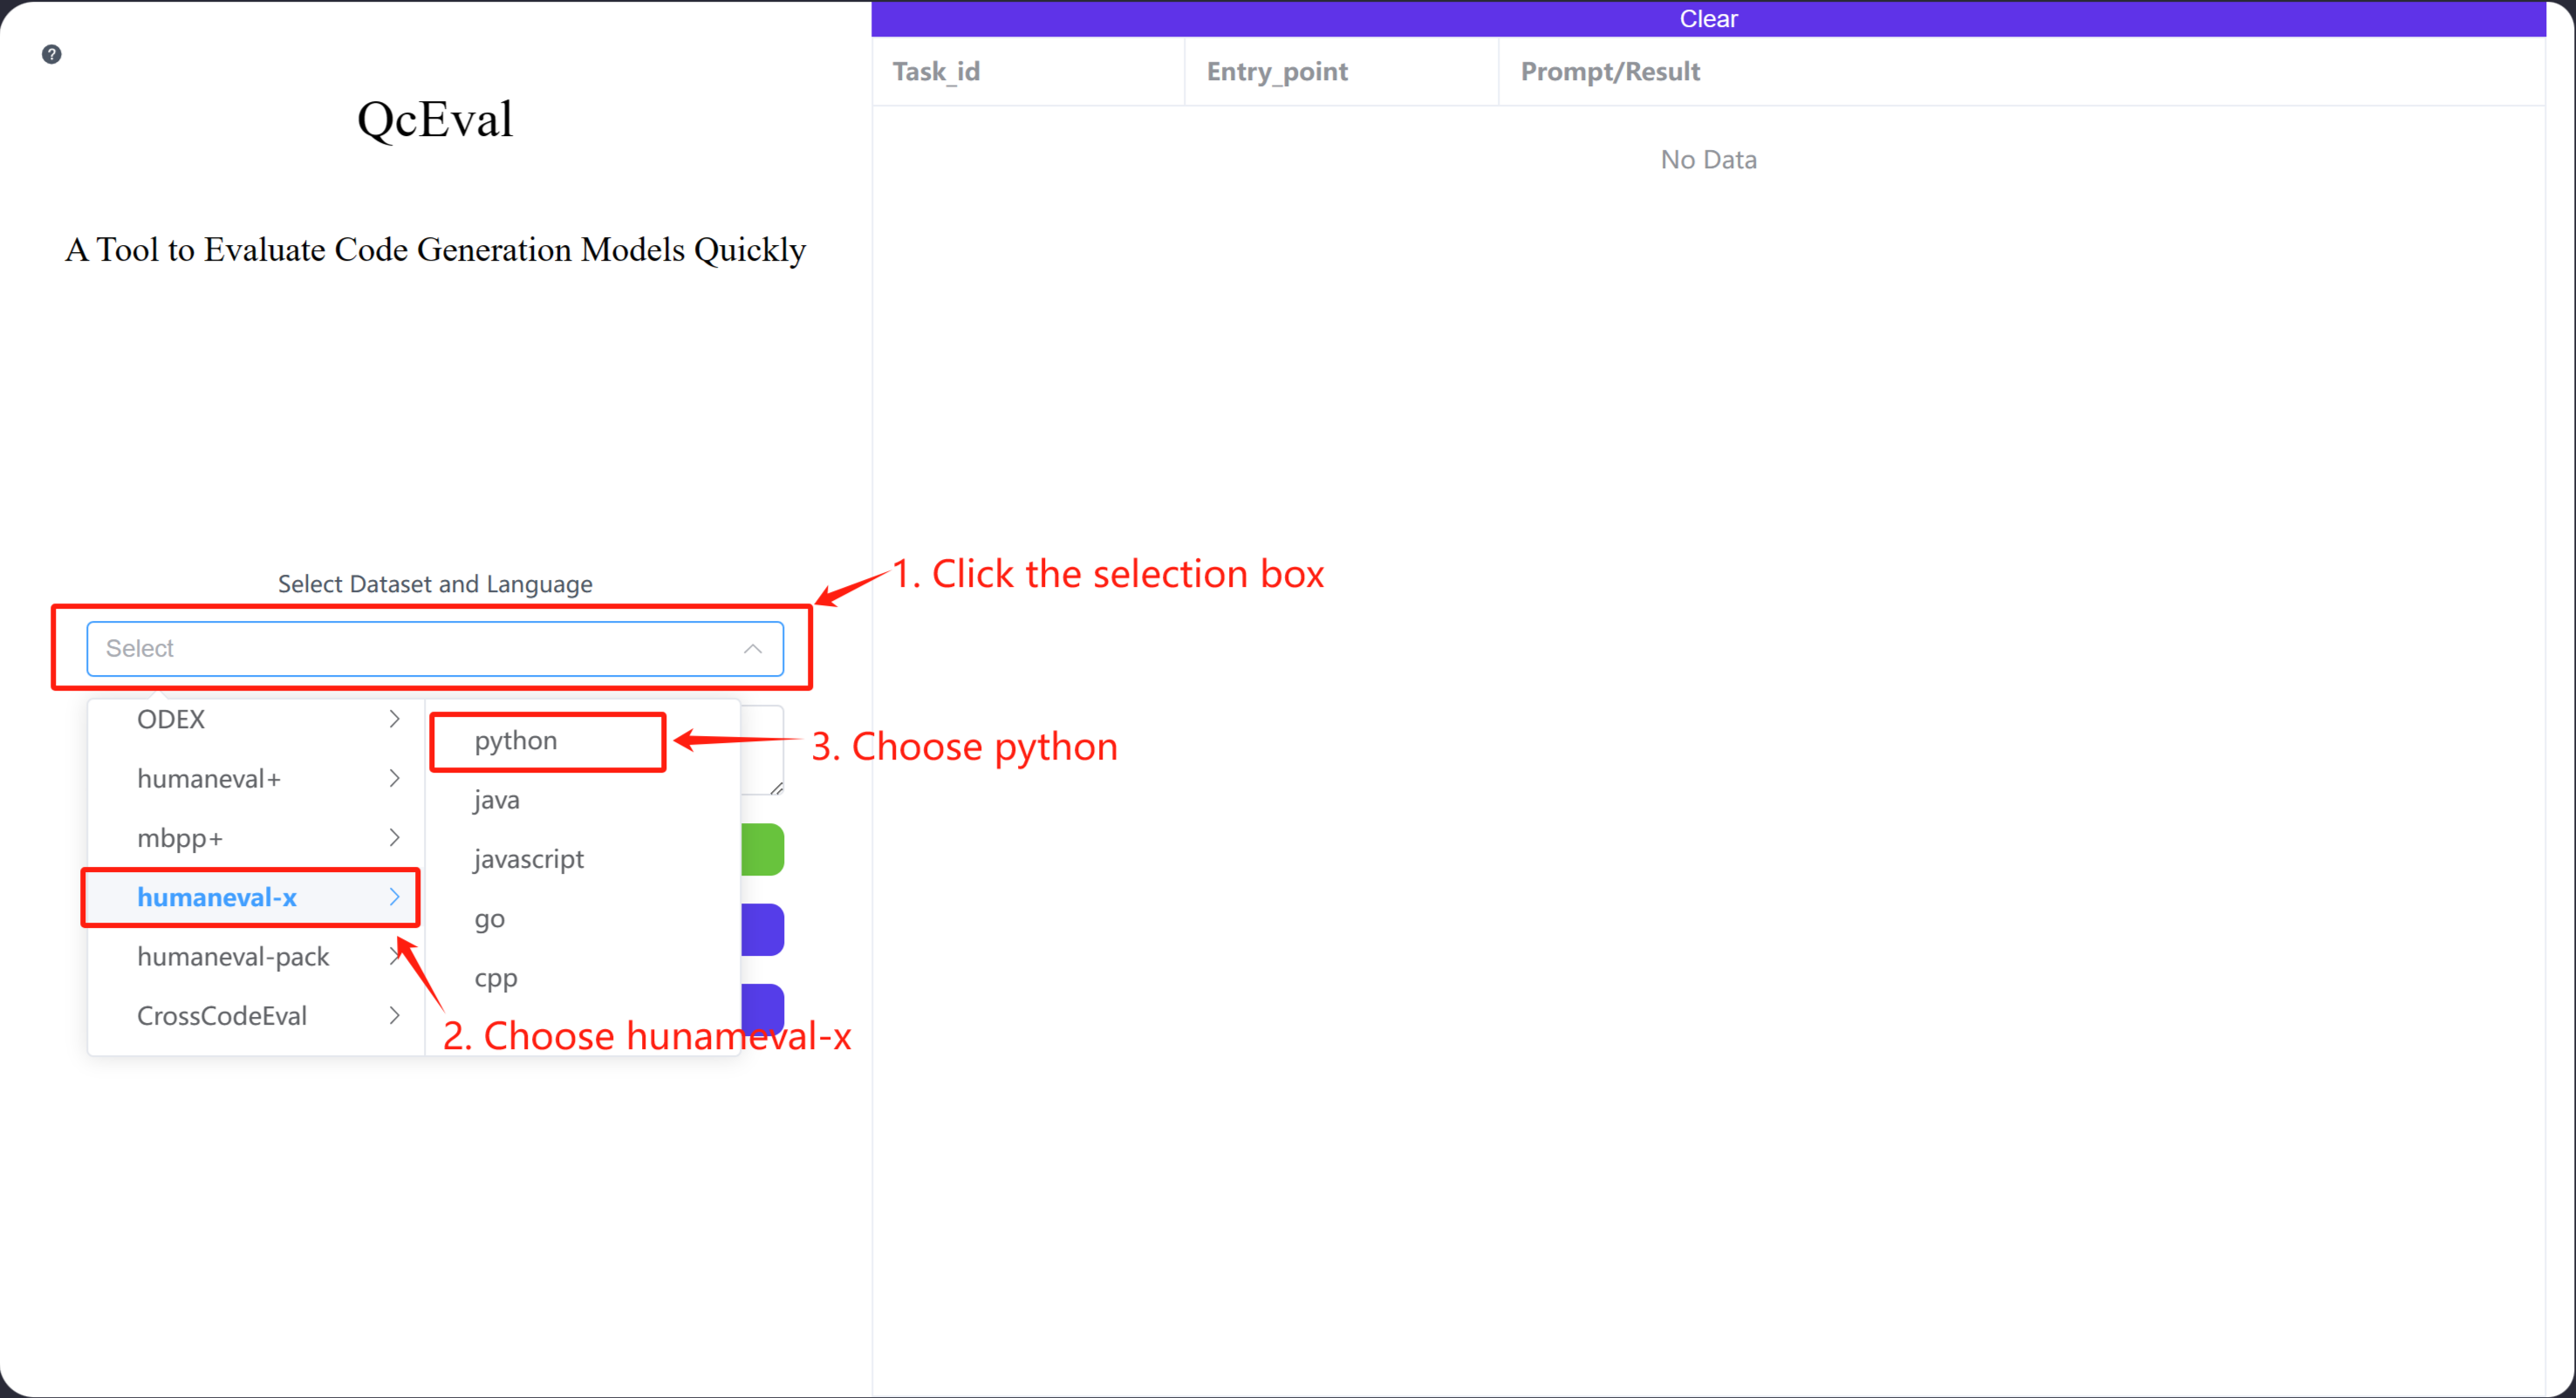 Clear
?
Task_id
Entry_point
Prompt/Result
QcEval
No Data
A Tool to Evaluate Code Generation Models Quickly
1. Click the selection box
Select Dataset and Language
Select
ODEX
humaneval+
mbpp+
humaneval-x
humaneval-pack
CrossCodeEval
python
java
javascript
go
cpp
3. Choose python
2. Choose hunameval-x